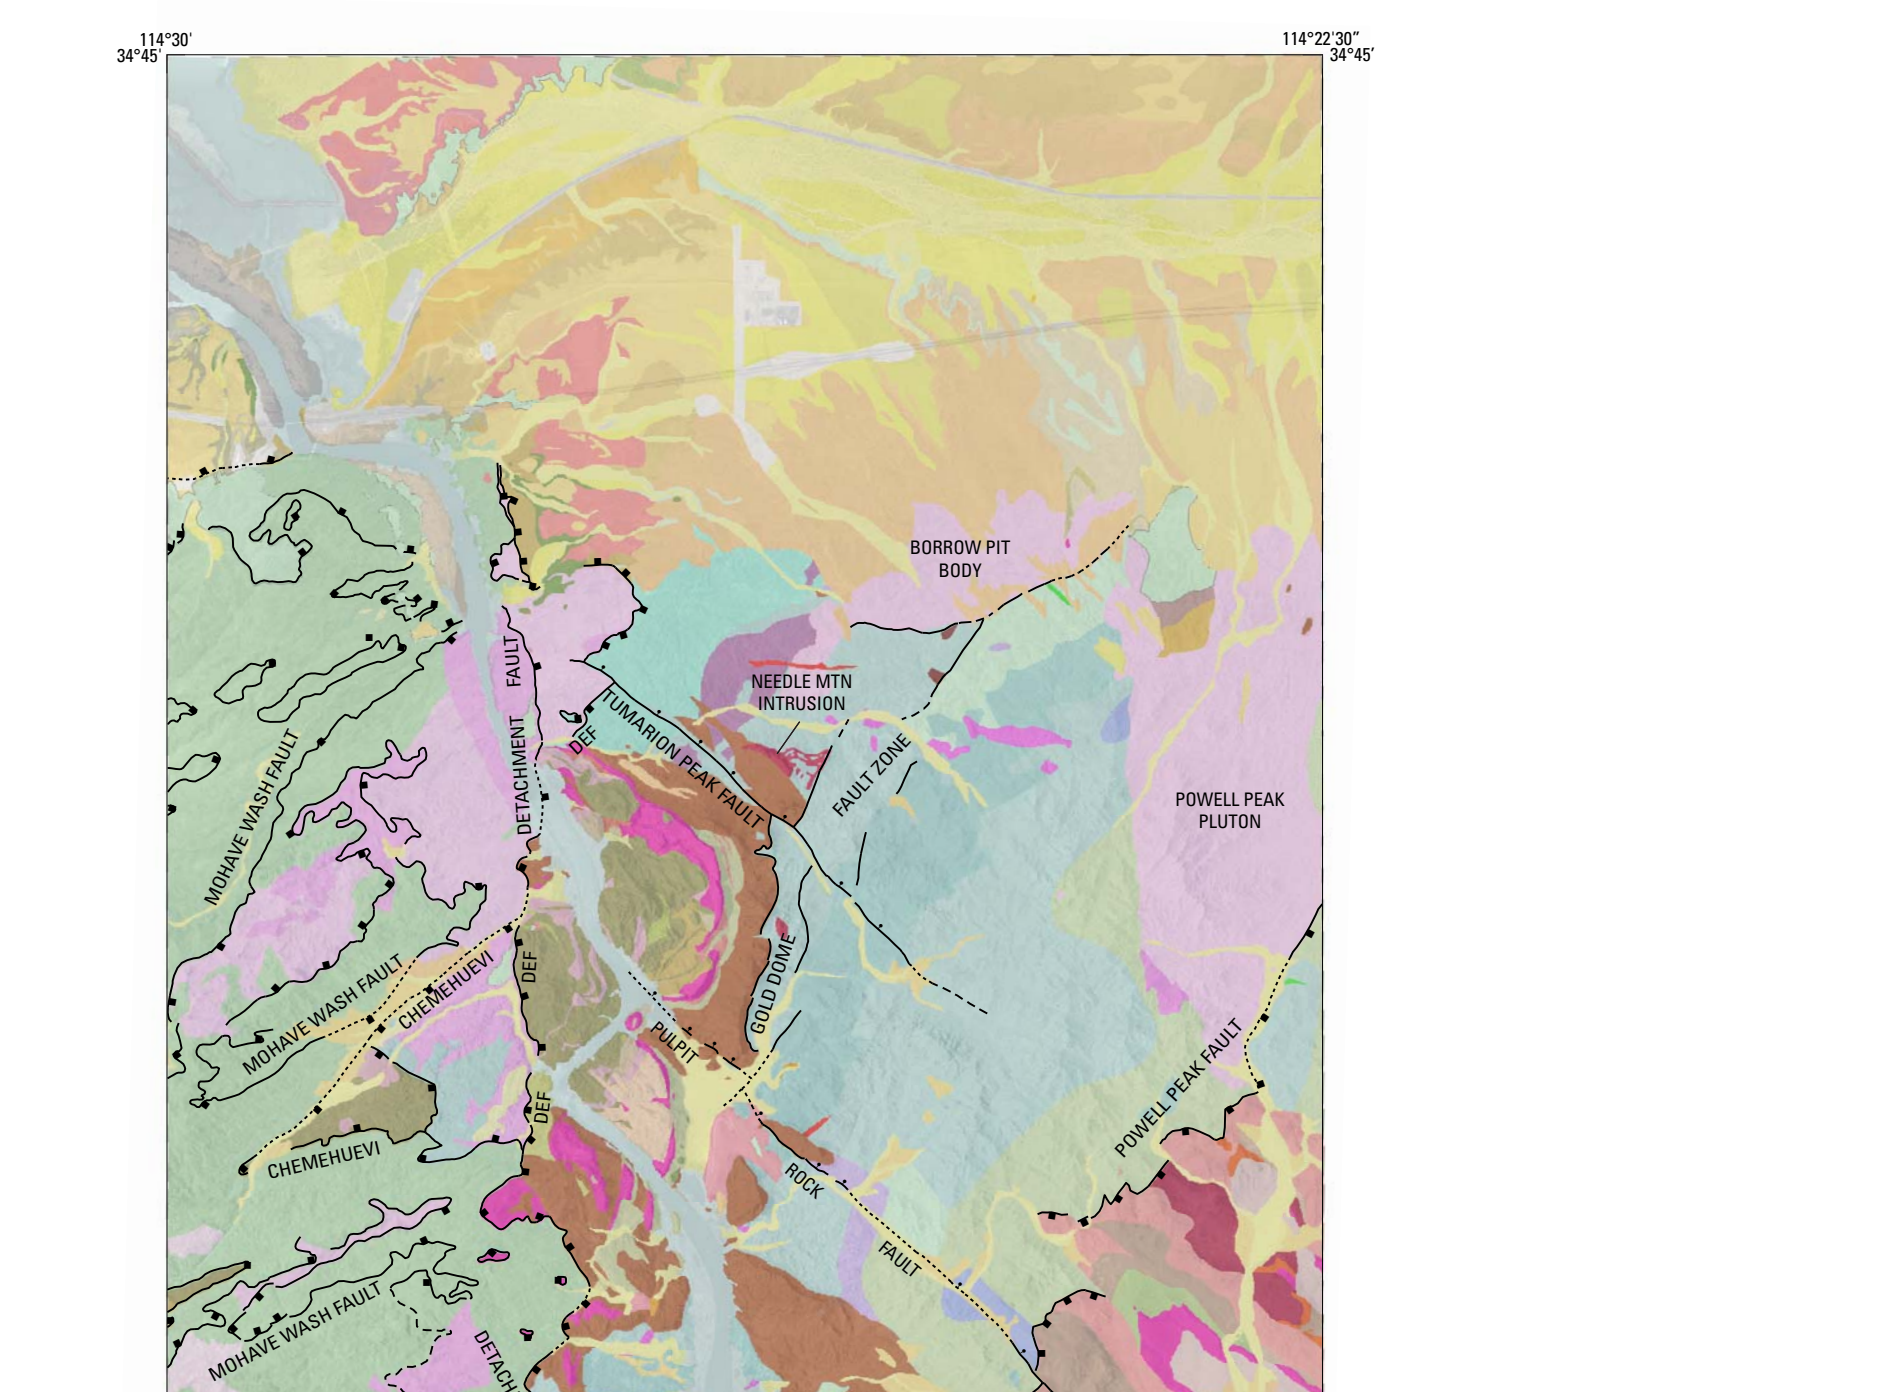 114°30'
114°22'30”
34°45'
34°45’
BORROW PIT
BODY
FAULT
NEEDLE MTN
INTRUSION
TUMARION PEAK FAULT
DEF
DETACHMENT
MOHAVE WASH FAULT
FAULT ZONE
POWELL PEAK
PLUTON
DEF
GOLD DOME
CHEMEHUEVI
MOHAVE WASH FAULT
PULPIT
POWELL PEAK FAULT
DEF
CHEMEHUEVI
ROCK
FAULT
MOHAVE WASH FAULT
DETACH